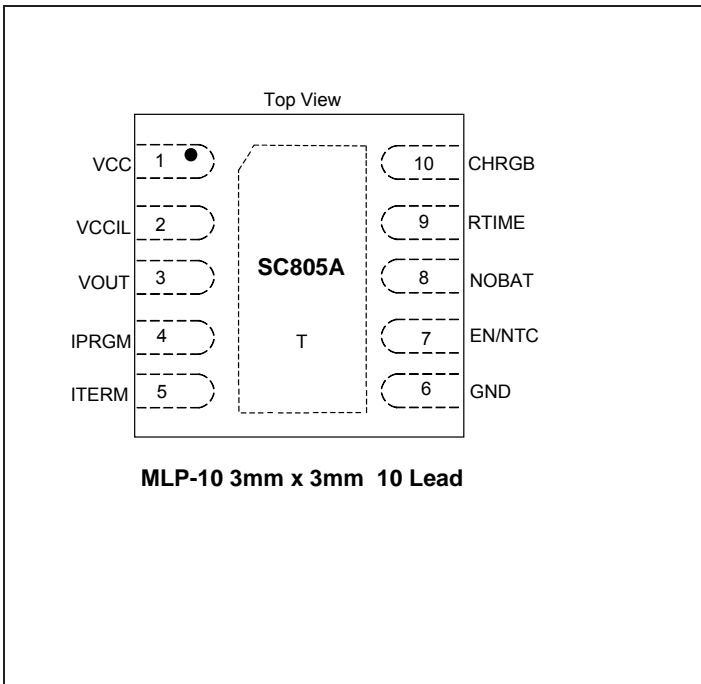 Top View
VCC 1 10 CHRGB
VCCIL 2 9 RTIME
VOUT 3 SC805A 8 NOBAT
IPRGM 4 T 7 EN/NTC
ITERM 5 6 GND
MLP-10 3mm x 3mm 10 Lead